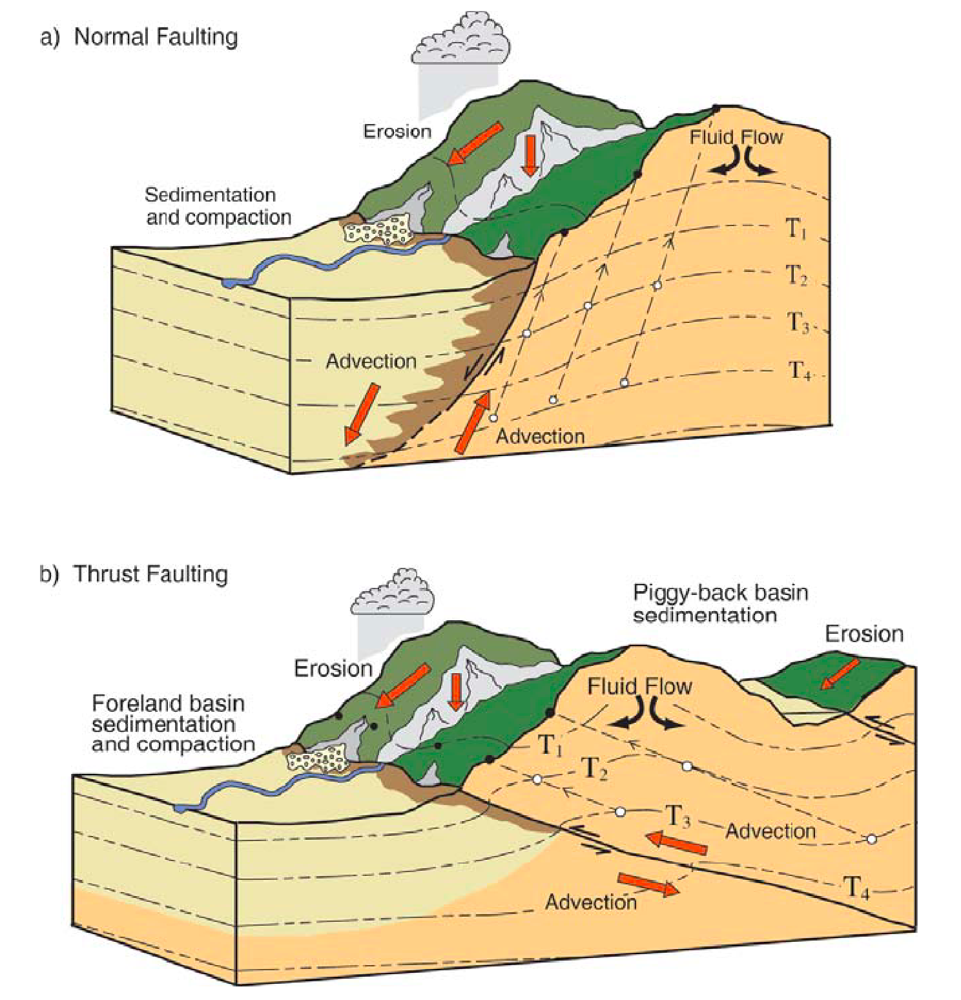 a) Normal Faulting
Erosion
Fluid Flow
Sedimentation
and compaction
T1
T2
T3
T4
Advection
Advection
b) Thrust Faulting
Piggy-back basin
sedimentation
Erosion
Erosion
Fluid Flow
Foreland basin
sedimentation
and compaction
T1
T2
T3
Advection
T4
Advection